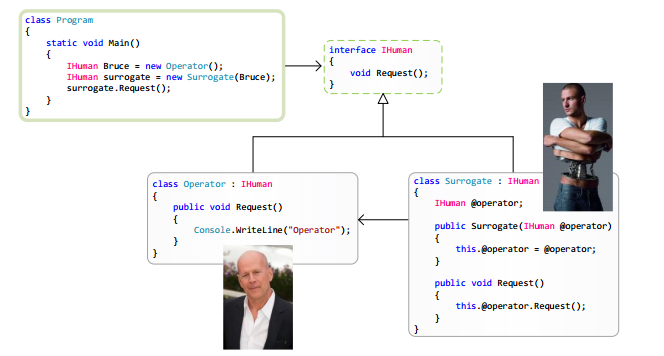 class Program
{
static void Main()
{
IHuman Bruce = new Operator();
IHuman surrogate = new Surrogate(Bruce);
surrogate.Request();
}
}
interface IHuman
{
void Request();
}
class Operator : IHuman
{
public void Request()
{
Console.WriteLine("Operator");
}
}
class Surrogate : IHuman
{
IHuman @operator;
public Surrogate(IHuman @operator)
{
this.@operator = @operator;
}
public void Request()
{
this.@operator.Request();
}
}